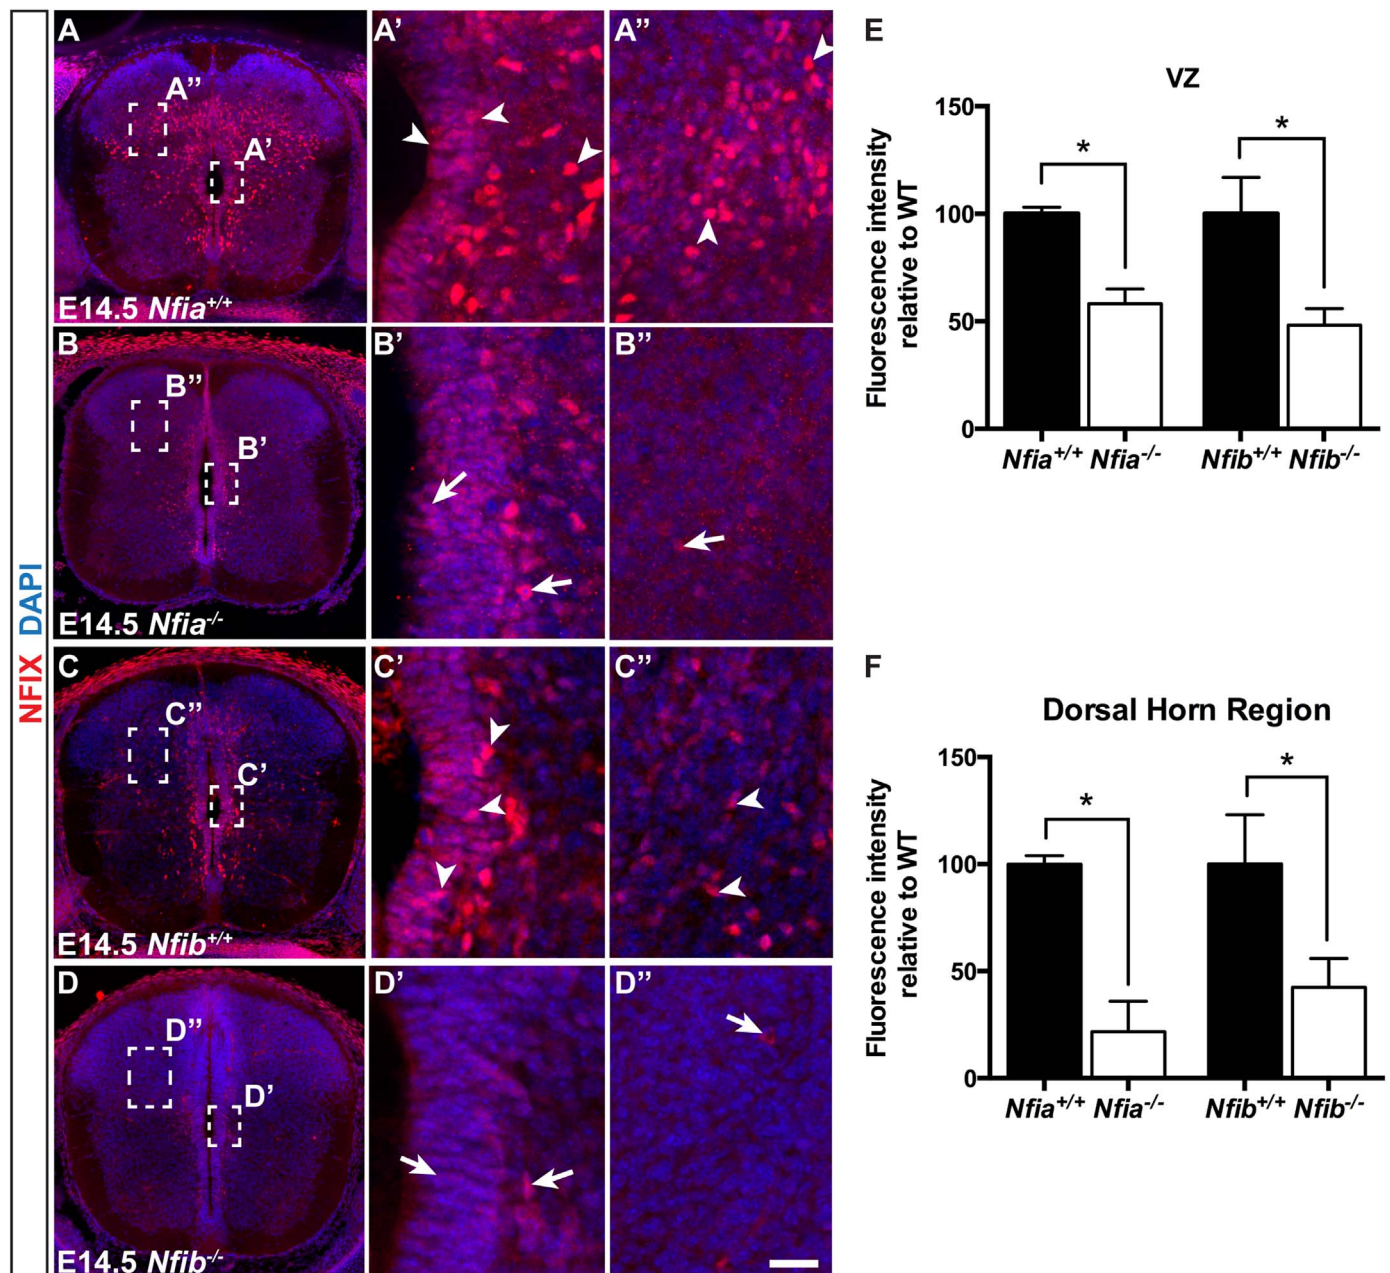 NFIX DAPI
A
A''
A'
E14.5 Nfia+/+
A'
A''
B
B''
B'
E14.5 Nfia-/-
B'
B''
C
C''
C'
E14.5 Nfib+/+
C'
C''
D
D''
D'
E14.5 Nfib-/-
D'
D''
E
VZ
Fluorescence intensity
relative to WT
150
100
50
0
*
*
Nfia+/+ Nfia-/- Nfib+/+ Nfib-/-
F
Dorsal Horn Region
Fluorescence intensity
relative to WT
150
100
50
0
*
*
Nfia+/+ Nfia-/- Nfib+/+ Nfib-/-